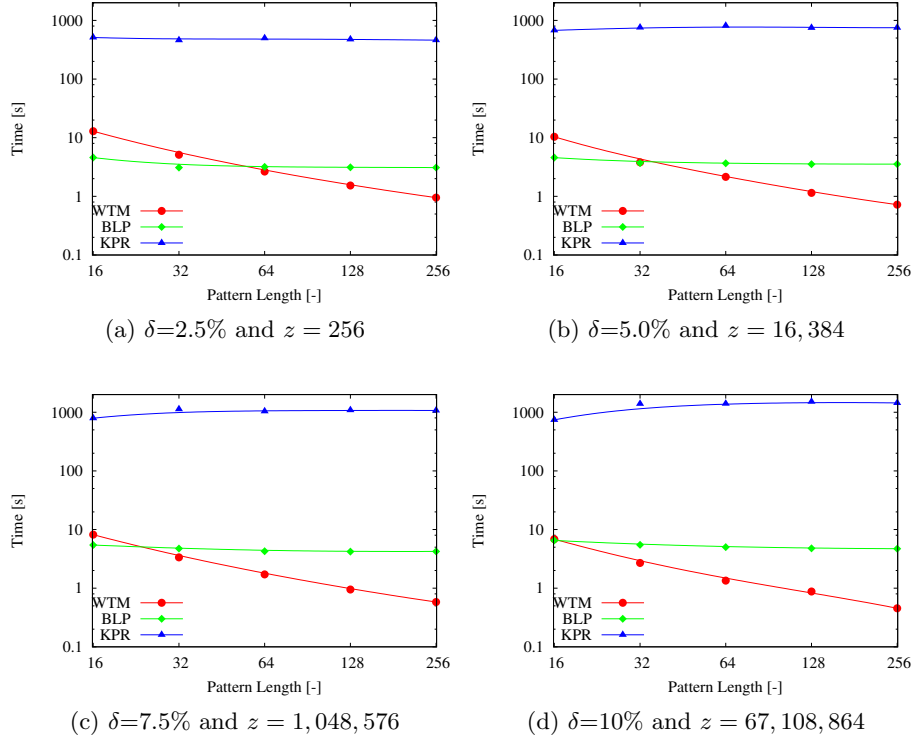 1000
100
10
1
0.1
Time [s]
WTM
BLP
KPR
16 32 64 128 256
Pattern Length [-]
(a) δ=2.5% and z = 256
1000
100
10
1
0.1
Time [s]
WTM
BLP
KPR
16 32 64 128 256
Pattern Length [-]
(b) δ=5.0% and z = 16, 384
1000
100
10
1
0.1
Time [s]
WTM
BLP
KPR
16 32 64 128 256
Pattern Length [-]
(c) δ=7.5% and z = 1, 048, 576
1000
100
10
1
0.1
Time [s]
WTM
BLP
KPR
16 32 64 128 256
Pattern Length [-]
(d) δ=10% and z = 67, 108, 864